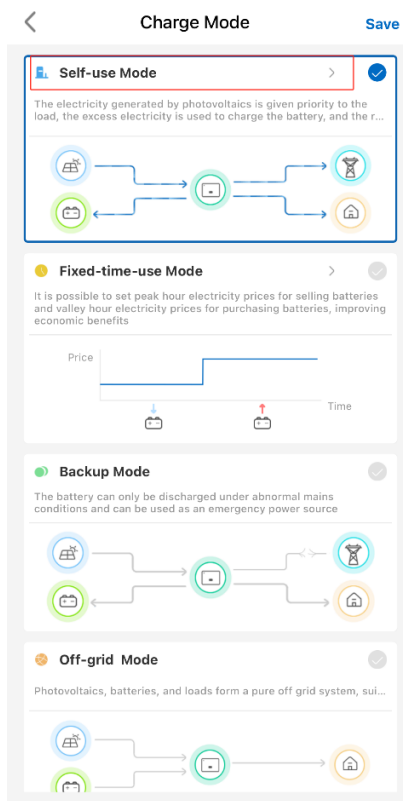 Charge Mode
Save
Self-use Mode
The electricity generated by photovoltaics is given priority to the
load, the excess electricity is used to charge the battery, and the r...
Fixed-time-use Mode
It is possible to set peak hour electricity prices for selling batteries
and valley hour electricity prices for purchasing batteries, improving
economic benefits
Price
Time
Backup Mode
The battery can only be discharged under abnormal mains
conditions and can be used as an emergency power source
Off-grid Mode
Photovoltaics, batteries, and loads form a pure off grid system, sui...